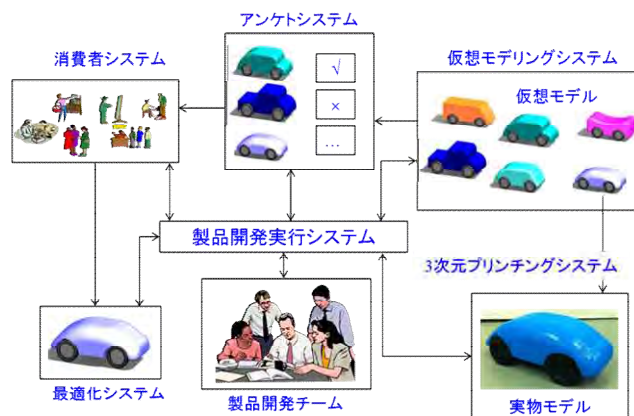 アンケトシステム
消費者システム
仮想モデリングシステム
仮想モデル
√
×
...
製品開発実行システム
3次元プリンチングシステム
最適化システム
製品開発チーム
実物モデル